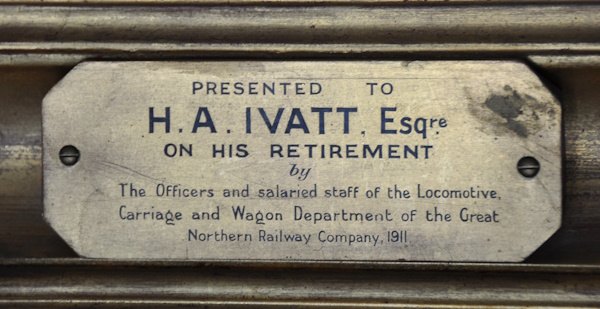 PRESENTED TO
H. A. IVATT. Esqre
ON HIS RETIREMENT
by
The Officers and salaried staff of the Locomotive,
Carriage and Wagon Department of the Great
Northern Railway Company, 1911